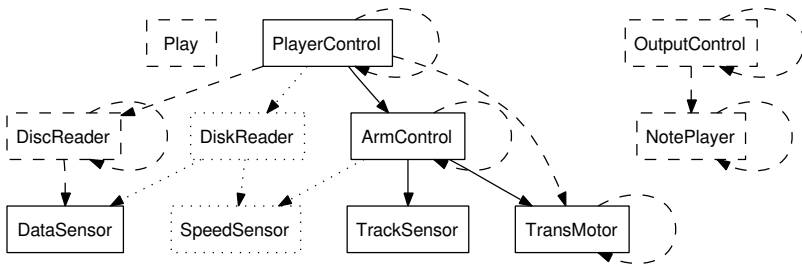 Play
PlayerControl
OutputControl
DiscReader
DiskReader
ArmControl
NotePlayer
DataSensor
SpeedSensor
TrackSensor
TransMotor